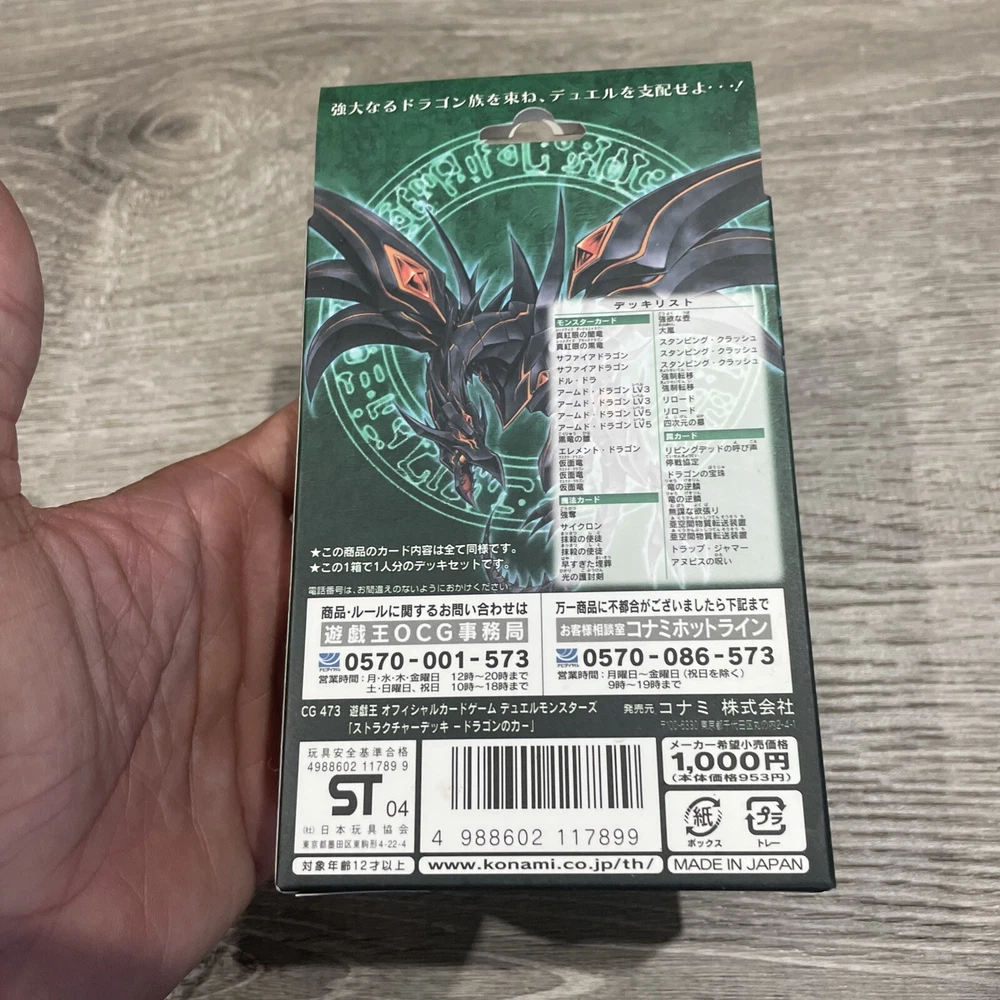 強大なるドラゴン族を束ね、デュエルを支配せよ・・・!
デッキリスト
モンスターカード
真紅眼の闇竜
真紅眼の黒竜
サファイアドラゴン
サファイアドラゴン
ドル・ドラ
アームド・ドラゴン LV3
アームド・ドラゴン LV3
アームド・ドラゴン LV5
アームド・ドラゴン LV5
黒竜の雛
エレメント・ドラゴン
仮面竜
仮面竜
仮面竜
魔法カード
強奪
サイクロン
抹殺の使徒
抹殺の使徒
早すぎた埋葬
光の護封剣
強欲な壺
大嵐
スタンピング・クラッシュ
スタンピング・クラッシュ
スタンピング・クラッシュ
強制転移
強制転移
リロード
リロード
四次元の墓
罠カード
リビングデッドの呼び声
停戦協定
ドラゴンの宝珠
竜の逆鱗
竜の逆鱗
無謀な欲張り
亜空間物質転送装置
亜空間物質転送装置
トラップ・ジャマー
アヌビスの呪い
★この商品のカード内容は全て同様です。
★この1箱で1人分のデッキセットです。
電話番号は、お間違えのないようにおかけください
商品・ルールに関するお問い合わせは
遊戯王OCG事務局
0570-001-573
営業時間:月・水・木・金曜日 12時〜20時まで
土・日曜日、祝日 10時〜18時まで
万一商品に不都合がございましたら下記まで
お客様相談室 コナミホットライン
0570-086-573
営業時間:月曜日〜金曜日(祝日を除く)
9時〜19時まで
CG 473 遊戯王 オフィシャルカードゲーム デュエルモンスターズ
「ストラクチャーデッキ −ドラゴンの力−」
発売元 コナミ 株式会社
東京都千代田区丸の内2-4-1
玩具安全基準合格
4988602 11789 9
ST 04
(社)日本玩具協会
東京都墨田区東駒形4-22-4
対象年齢12才以上
4 988602 117899
www.konami.co.jp/th/
メーカー希望小売価格
1,000円
(本体価格953円)
紙
ボックス
プラ
トレー
MADE IN JAPAN